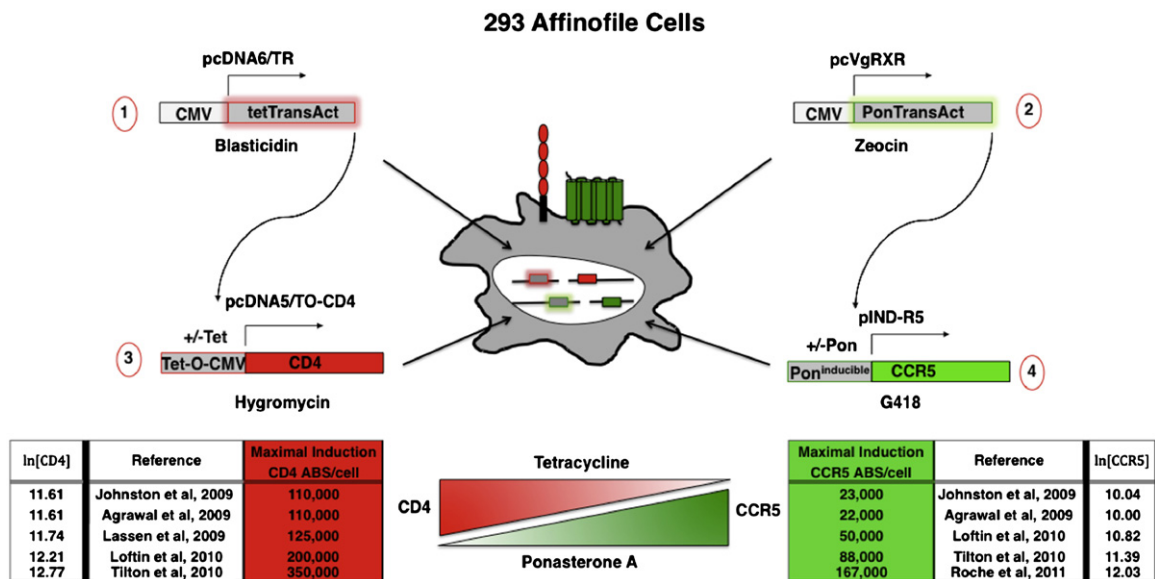 293 Affinofile Cells
pcDNA6/TR
1
CMV
tetTransAct
Blasticidin
pcVgRXR
CMV
PonTransAct
2
Zeocin
pcDNA5/TO-CD4
+/-Tet
3
Tet-O-CMV
CD4
Hygromycin
pIND-R5
+/-Pon
Pon inducible
CCR5
4
G418
ln[CD4] Reference Maximal Induction
CD4 ABS/cell
11.61 Johnston et al, 2009 110,000
11.61 Agrawal et al, 2009 110,000
11.74 Lassen et al, 2009 125,000
12.21 Loftin et al, 2010 200,000
12.77 Tilton et al, 2010 350,000
Tetracycline
CD4
CCR5
Ponasterone A
Maximal Induction Reference ln[CCR5]
CCR5 ABS/cell
23,000 Johnston et al, 2009 10.04
22,000 Agrawal et al, 2009 10.00
50,000 Loftin et al, 2010 10.82
88,000 Tilton et al, 2010 11.39
167,000 Roche et al, 2011 12.03